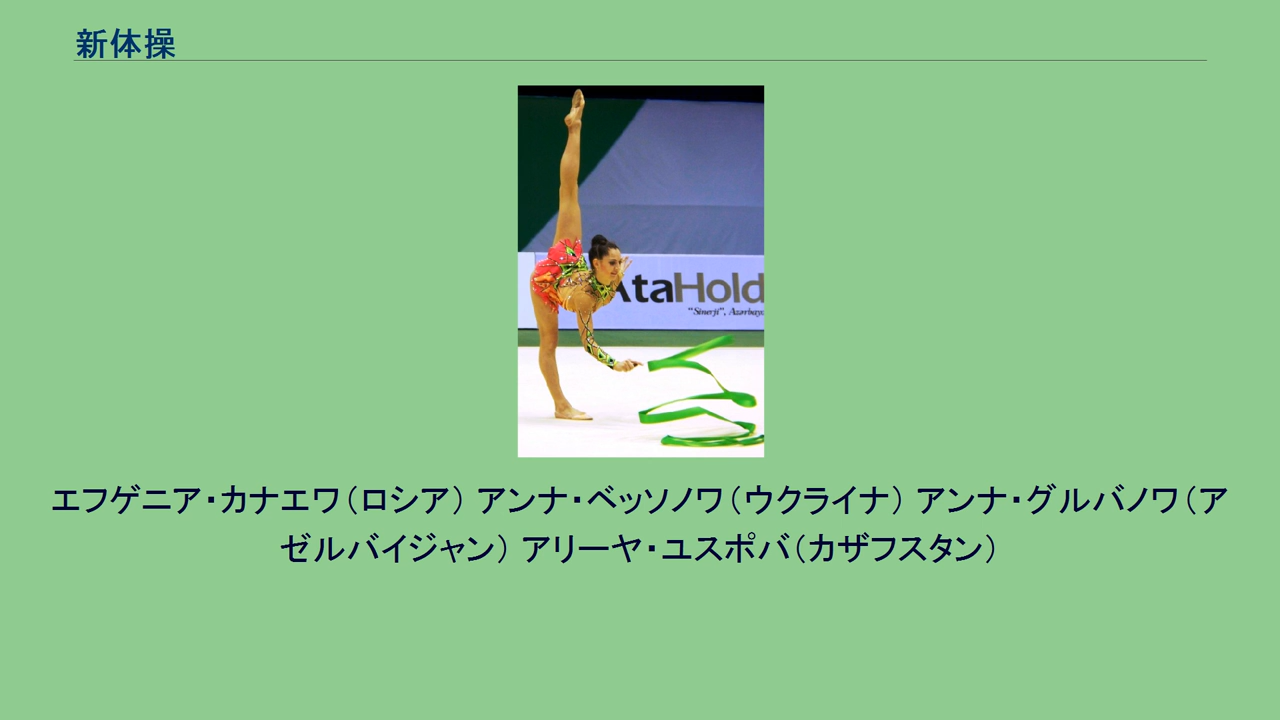 新体操
AtaHold
"Sinerji", Azərbayc
エフゲニア・カナエワ（ロシア） アンナ・ベッソノワ（ウクライナ） アンナ・グルバノワ（ア
ゼルバイジャン） アリーヤ・ユスポバ（カザフスタン）